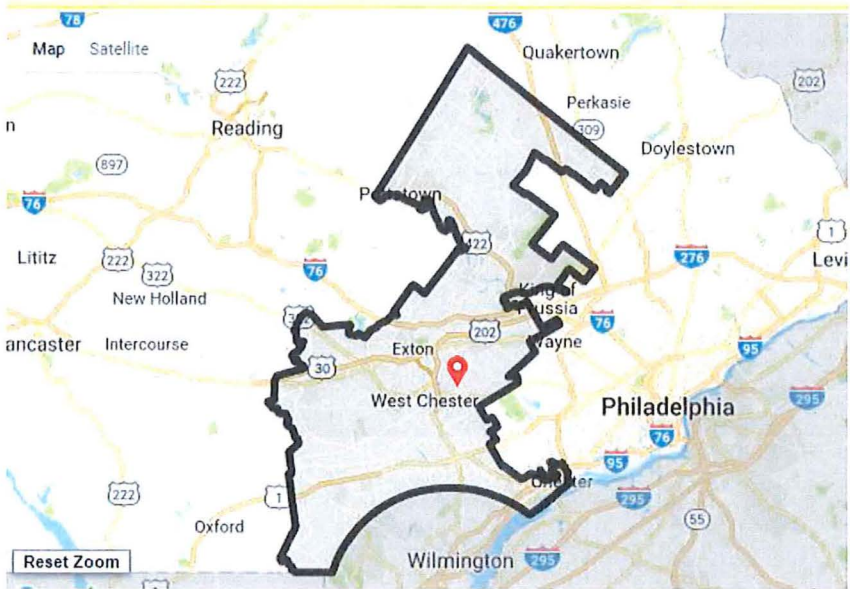 78
476
Map Satellite
Quakertown
222
202
Perkasie
n
Reading
309
Doylestown
897
Pottstown
76
1
422
222
276
Lititz
76
Levi
322
New Holland
King of
Prussia
202
76
Wayne
ancaster
Intercourse
95
Exton
30
295
West Chester
Philadelphia
76
95
Chester
222
1
295
Oxford
55
Reset Zoom
Wilmington
295